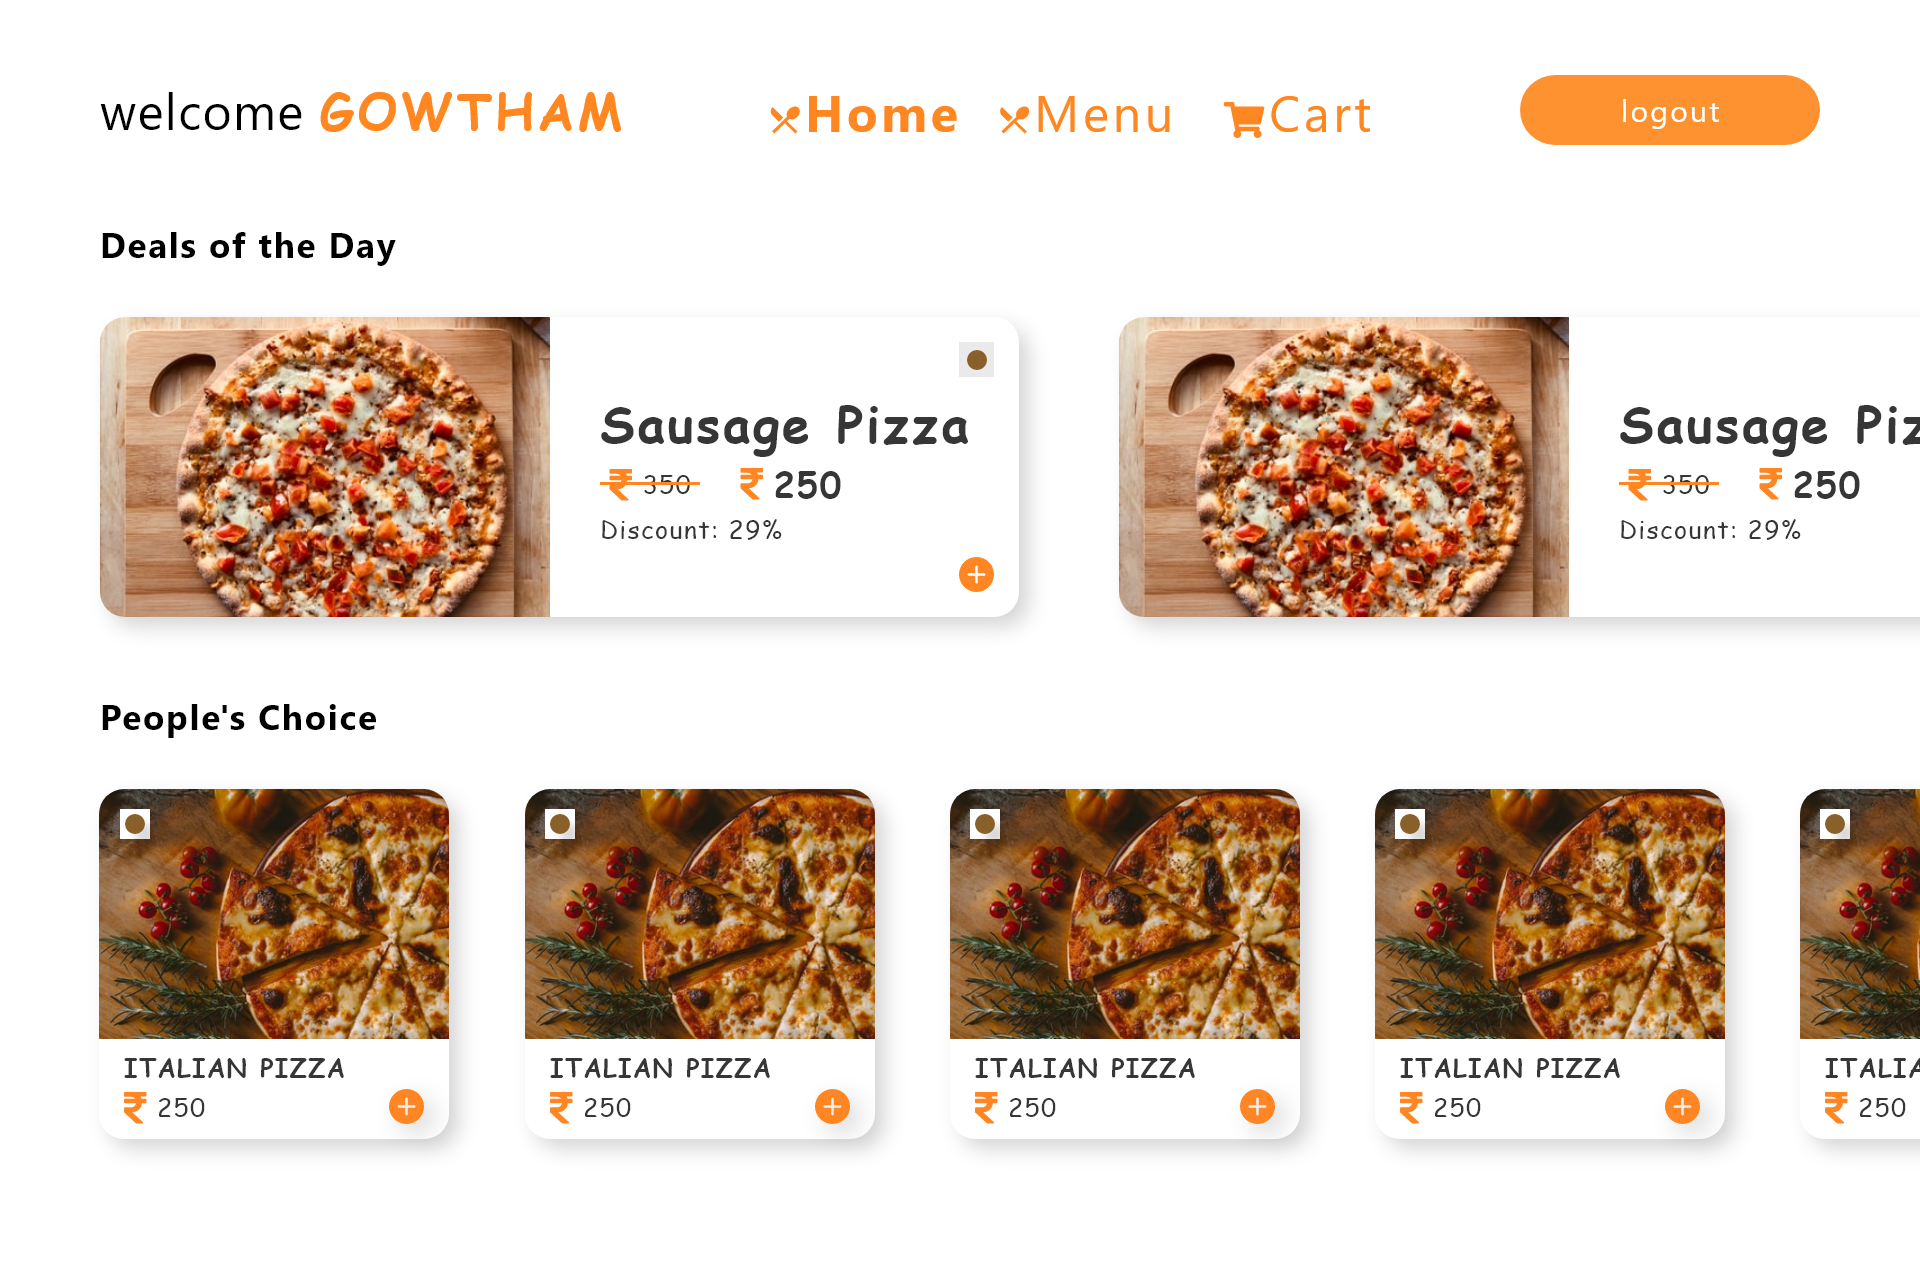 welcome GOWTHAM
Home
Menu
Cart
logout
Deals of the Day
Sausage Pizza
₹ 350 ₹ 250
Discount: 29%
Sausage Piz
₹ 350 ₹ 250
Discount: 29%
People's Choice
ITALIAN PIZZA
₹ 250
ITALIAN PIZZA
₹ 250
ITALIAN PIZZA
₹ 250
ITALIAN PIZZA
₹ 250
ITALIA
₹ 250